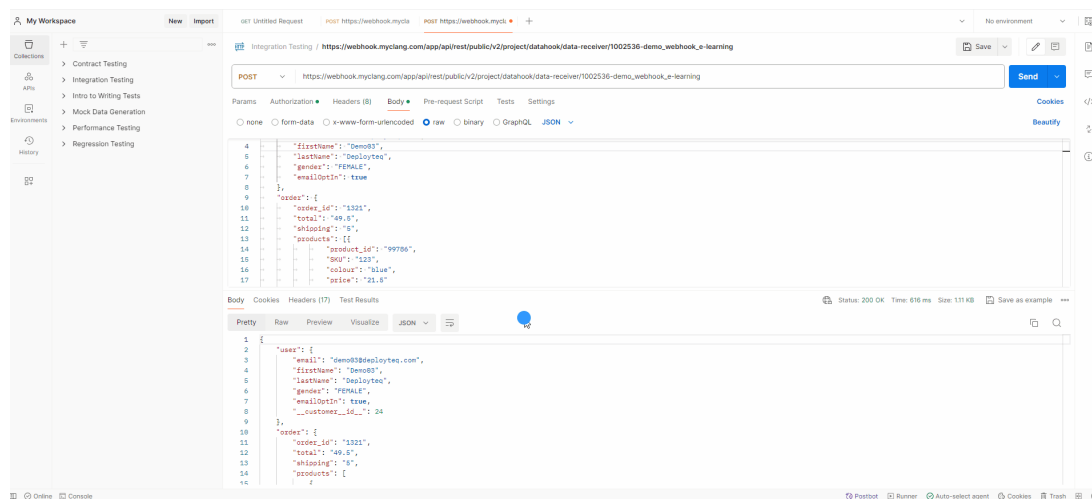 My Workspace New Import GET Untitled Request POST https://webhook.mycla POST https://webhook.mycl No environment
Integration Testing / https://webhook.myclang.com/app/api/rest/public/v2/project/datahook/data-receiver/1002536-demo_webhook_e-learning Save
Collections
APIs
Environments
History
Contract Testing
Integration Testing
Intro to Writing Tests
Mock Data Generation
Performance Testing
Regression Testing
POST https://webhook.myclang.com/app/api/rest/public/v2/project/datahook/data-receiver/1002536-demo_webhook_e-learning Send
Params Authorization Headers (8) Body Pre-request Script Tests Settings Cookies
none form-data x-www-form-urlencoded raw binary GraphQL JSON Beautify
4 "firstName": "Demo03",
5 "lastName": "Deployteq",
6 "gender": "FEMALE",
7 "emailOptIn": true
8 },
9 "order": {
10 "order_id": "1321",
11 "total": "49.5",
12 "shipping": "5",
13 "products": [{
14 "product_id": "99786",
15 "SKU": "123",
16 "colour": "blue",
17 "price": "21.5"
Body Cookies Headers (17) Test Results Status: 200 OK Time: 616 ms Size: 1.11 KB Save as example
Pretty Raw Preview Visualize JSON
1 {
2 "user": {
3 "email": "demo03@deployteq.com",
4 "firstName": "Demo03",
5 "lastName": "Deployteq",
6 "gender": "FEMALE",
7 "emailOptIn": true,
8 "__customer__id__": 24
9 },
10 "order": {
11 "order_id": "1321",
12 "total": "49.5",
13 "shipping": "5",
14 "products": [
15 {
Online Console Postbot Runner Auto-select agent Cookies Trash